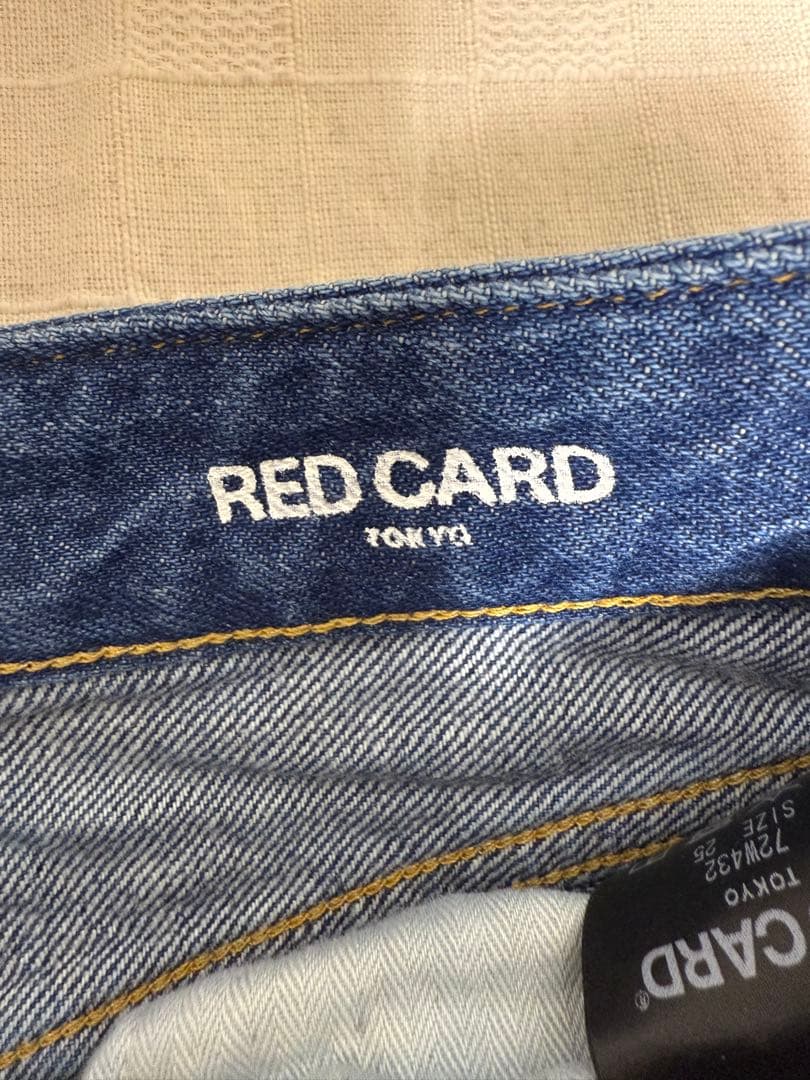 RED CARD
TOKYO
CARD®
TOKYO
72W432
SIZE 25